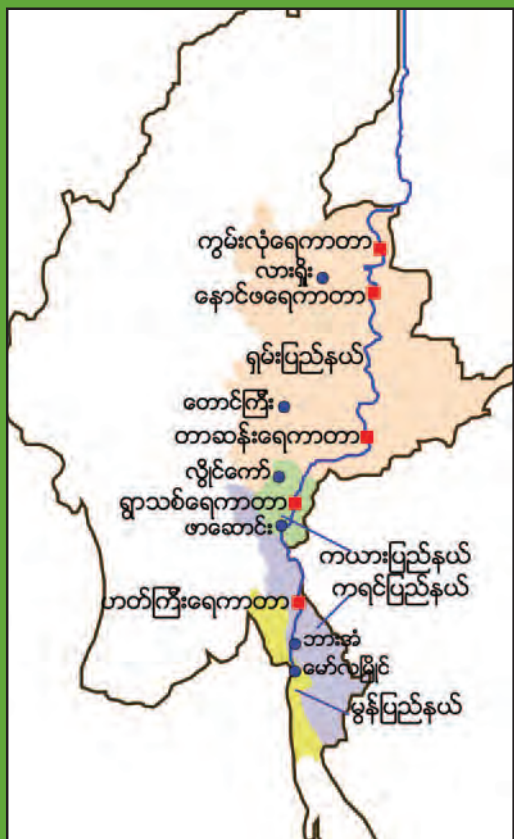 ကွမ်းလုံရေကာတာ
လားရှိုး
နောင်ဖရေကာတာ
ရှမ်းပြည်နယ်
တောင်ကြီး
တာဆန်းရေကာတာ
လွိုင်ကော်
ရွာသစ်ရေကာတာ
ဖာဆောင်း
ကယားပြည်နယ်
ကရင်ပြည်နယ်
ဟတ်ကြီးရေကာတာ
ဘားအံ
မော်လမြိုင်
မွန်ပြည်နယ်